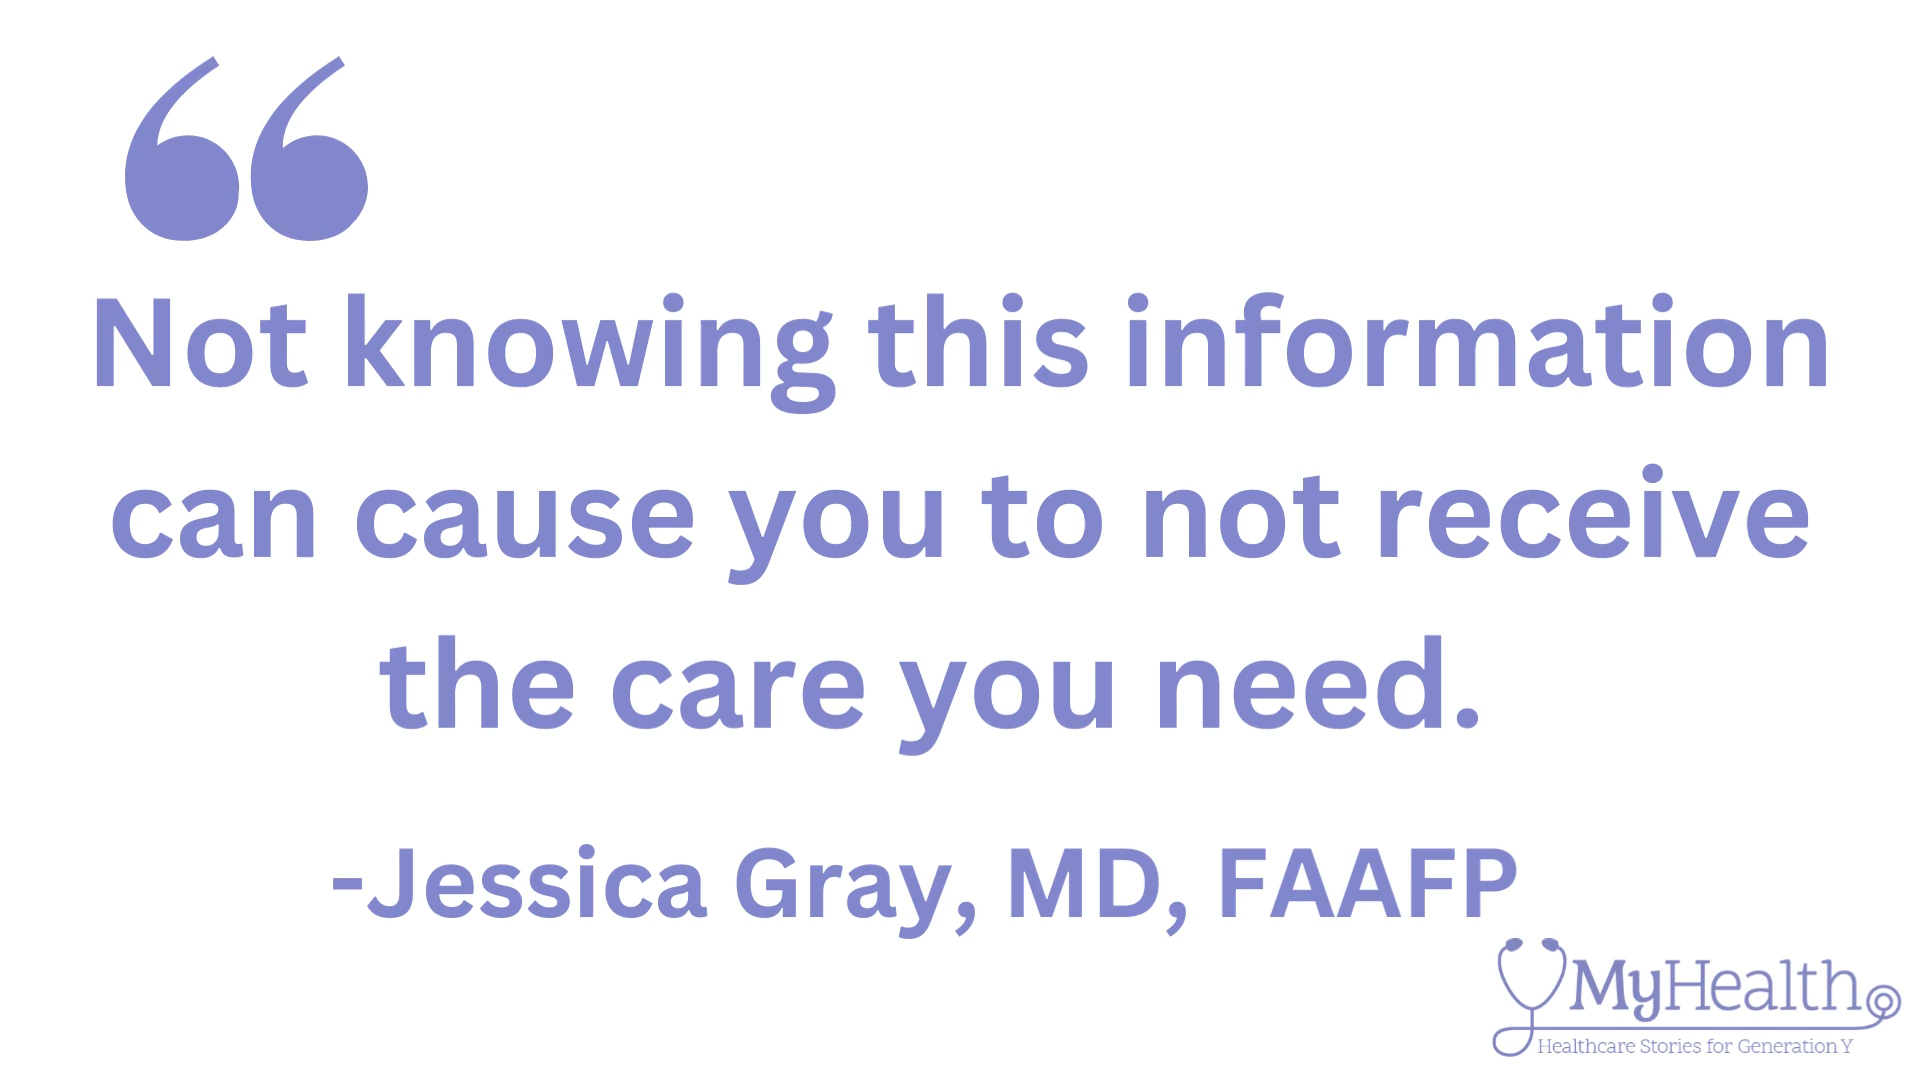 “
Not knowing this information
can cause you to not receive
the care you need.
-Jessica Gray, MD, FAAFP
MyHealth
Healthcare Stories for Generation Y